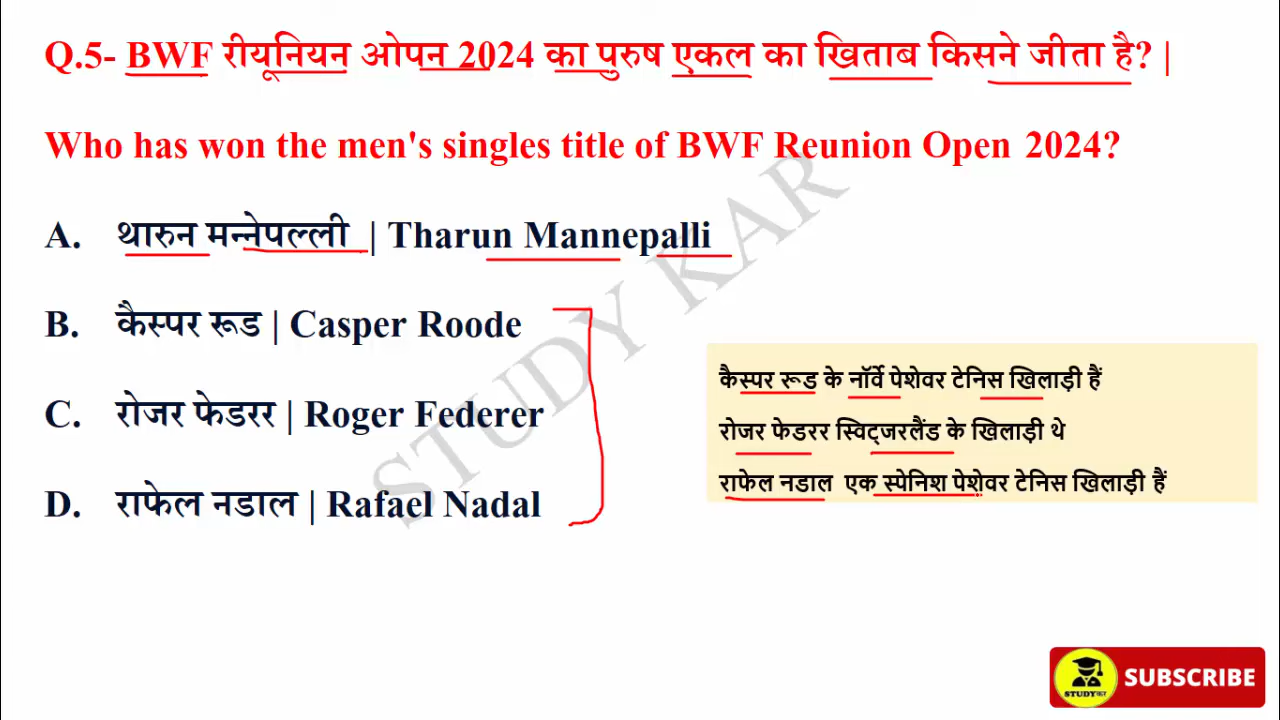 Q.5- BWF रीयूनियन ओपन 2024 का पुरुष एकल का खिताब किसने जीता है? |
Who has won the men's singles title of BWF Reunion Open 2024?
A. थारुन मन्नेपल्ली | Tharun Mannepalli
B. कैस्पर रूड | Casper Roode
C. रोजर फेडरर | Roger Federer
D. राफेल नडाल | Rafael Nadal
कैस्पर रूड के नॉर्वे पेशेवर टेनिस खिलाड़ी हैं
रोजर फेडरर स्विट्जरलैंड के खिलाड़ी थे
राफेल नडाल एक स्पेनिश पेशेवर टेनिस खिलाड़ी हैं
STUDY KAR
STUDYकर
SUBSCRIBE